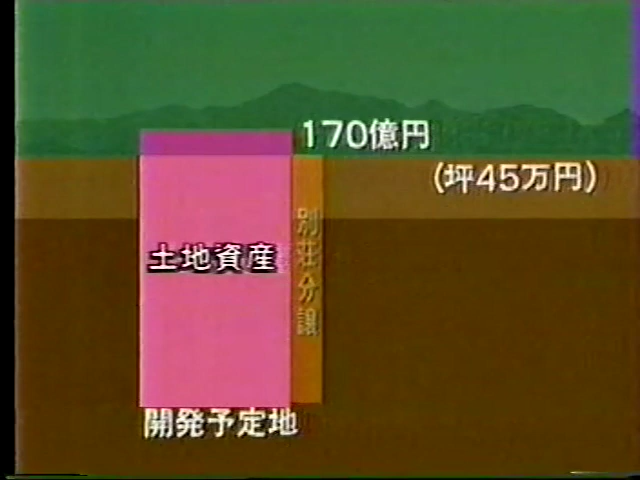 170億円
(坪45万円)
土地資産
別荘分譲
開発予定地